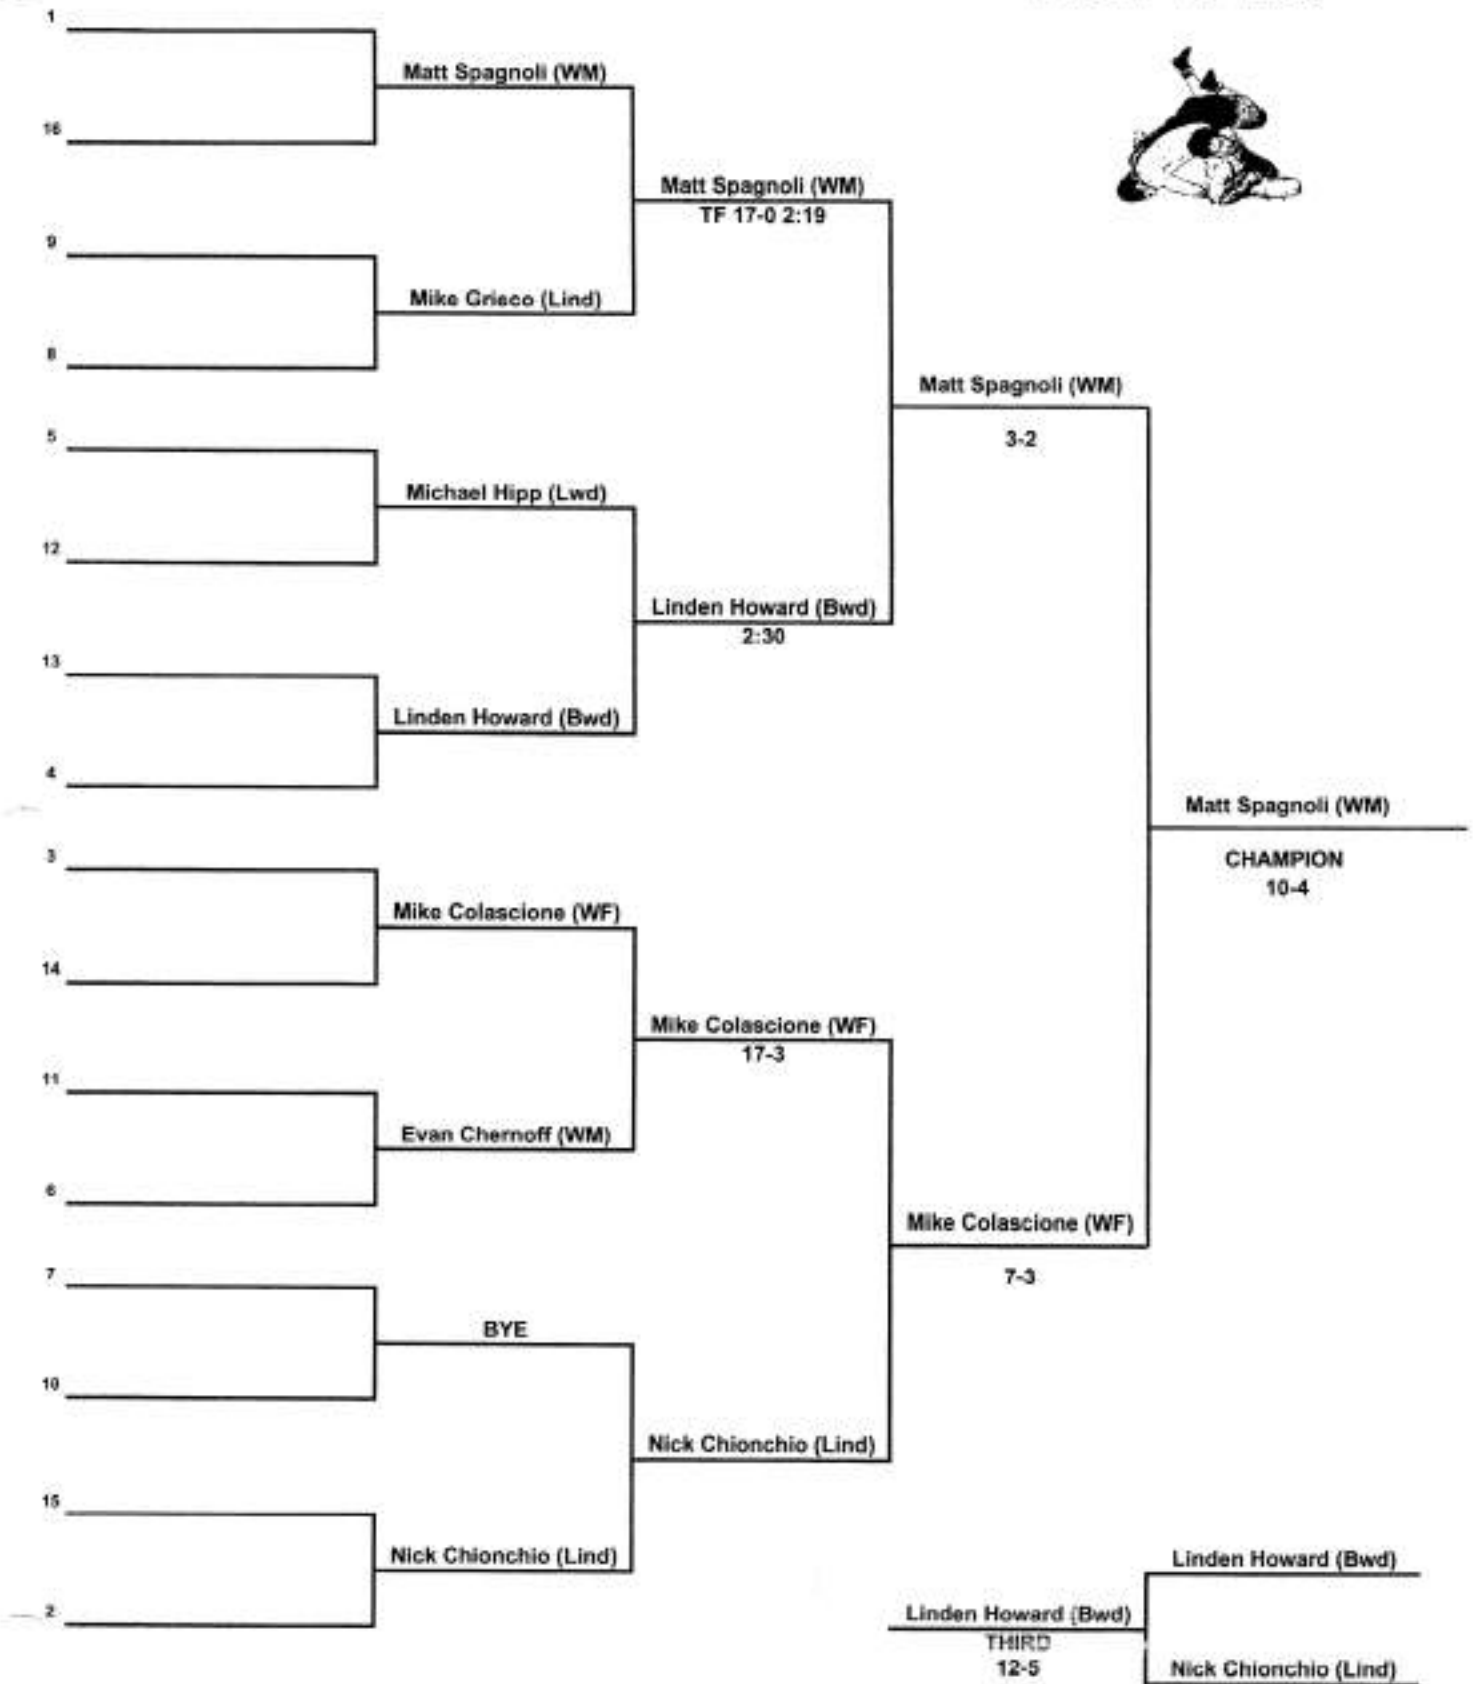 1
Matt Spagnoli (WM)
16
Matt Spagnoli (WM)
TF 17-0 2:19
9
Mike Grieco (Lind)
8
Matt Spagnoli (WM)
3-2
5
Michael Hipp (Lwd)
12
Linden Howard (Bwd)
2:30
13
Linden Howard (Bwd)
4
Matt Spagnoli (WM)
CHAMPION
10-4
3
Mike Colascione (WF)
14
Mike Colascione (WF)
17-3
11
Evan Chernoff (WM)
6
Mike Colascione (WF)
7-3
7
BYE
10
Nick Chionchio (Lind)
15
Nick Chionchio (Lind)
2
Linden Howard (Bwd)
Linden Howard (Bwd)
THIRD
12-5
Nick Chionchio (Lind)